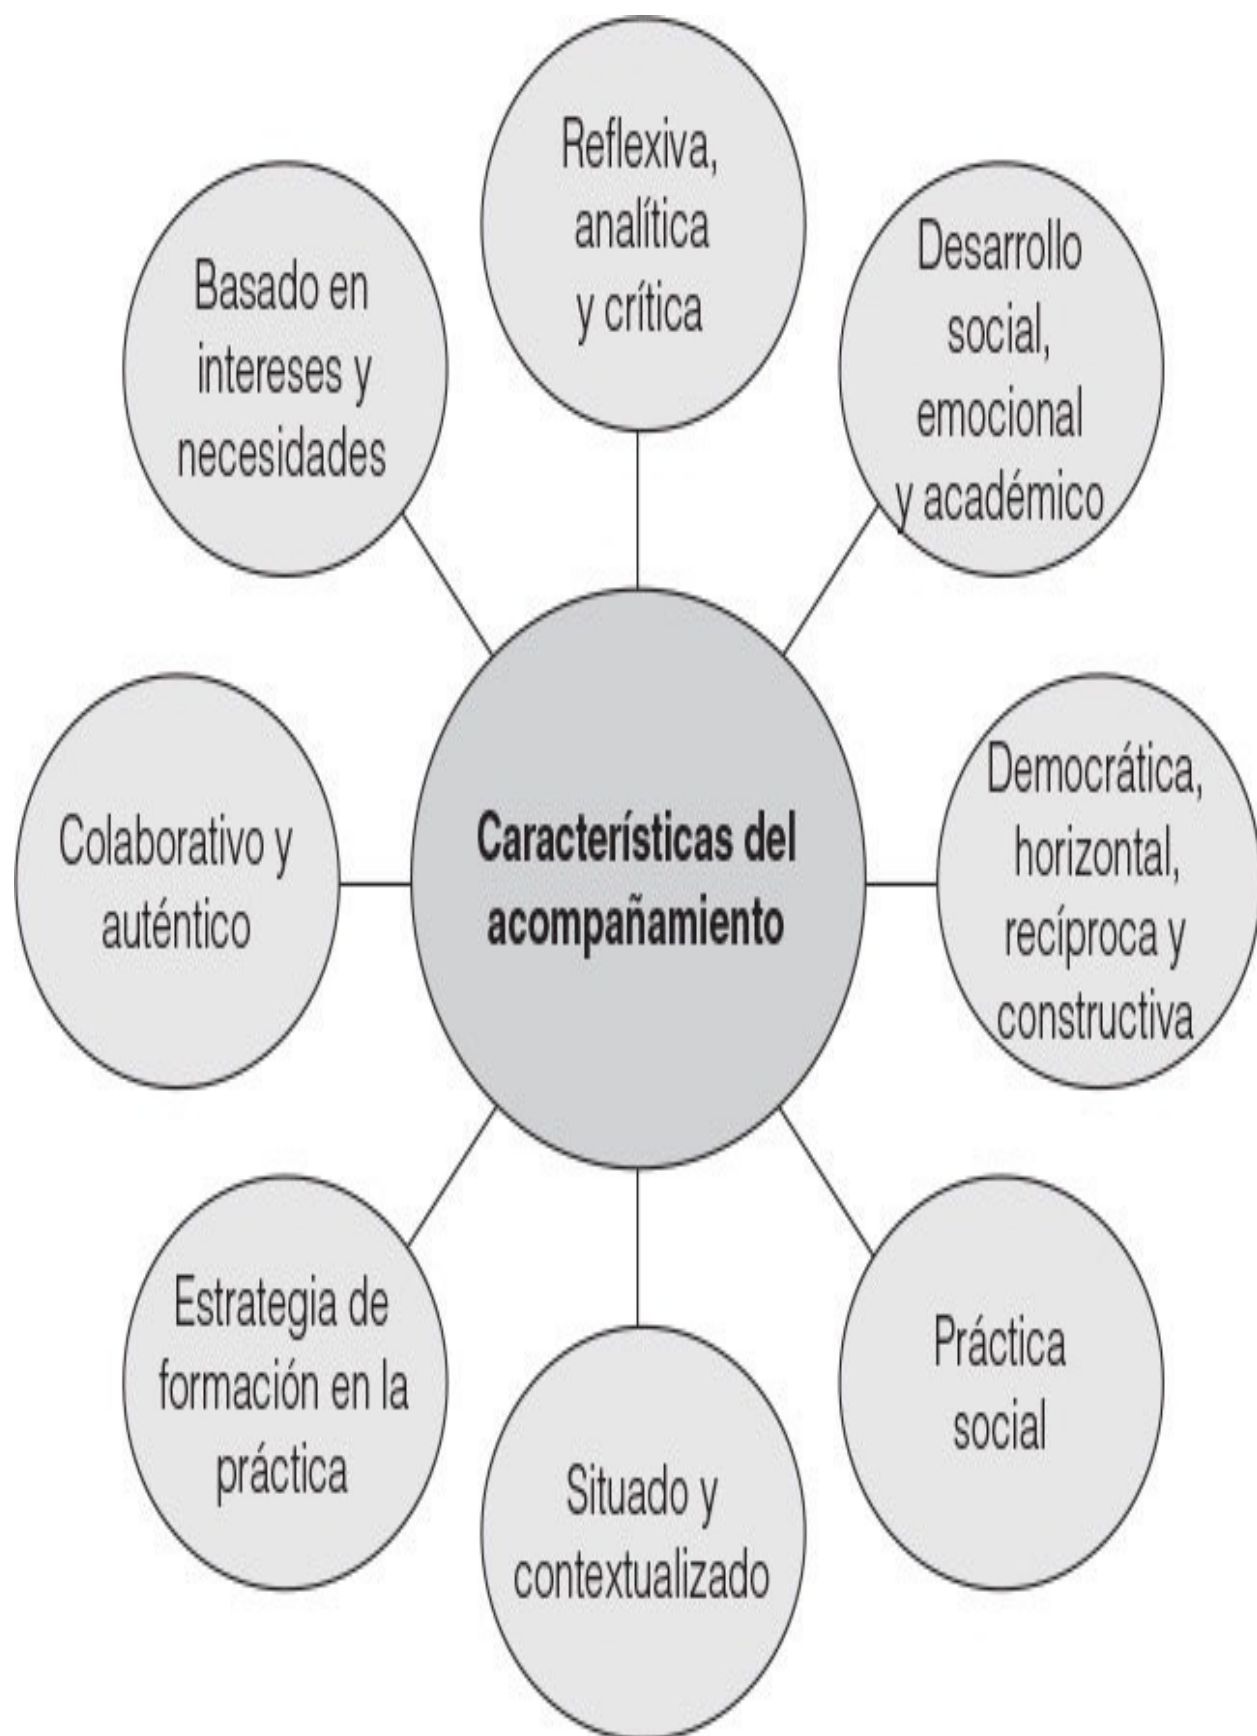 Reflexiva,
analítica
y crítica
Desarrollo
social,
emocional
y académico
Democrática,
horizontal,
recíproca y
constructiva
Práctica
social
Situado y
contextualizado
Estrategia de
formación en la
práctica
Colaborativo y
auténtico
Basado en
intereses y
necesidades
Características del
acompañamiento